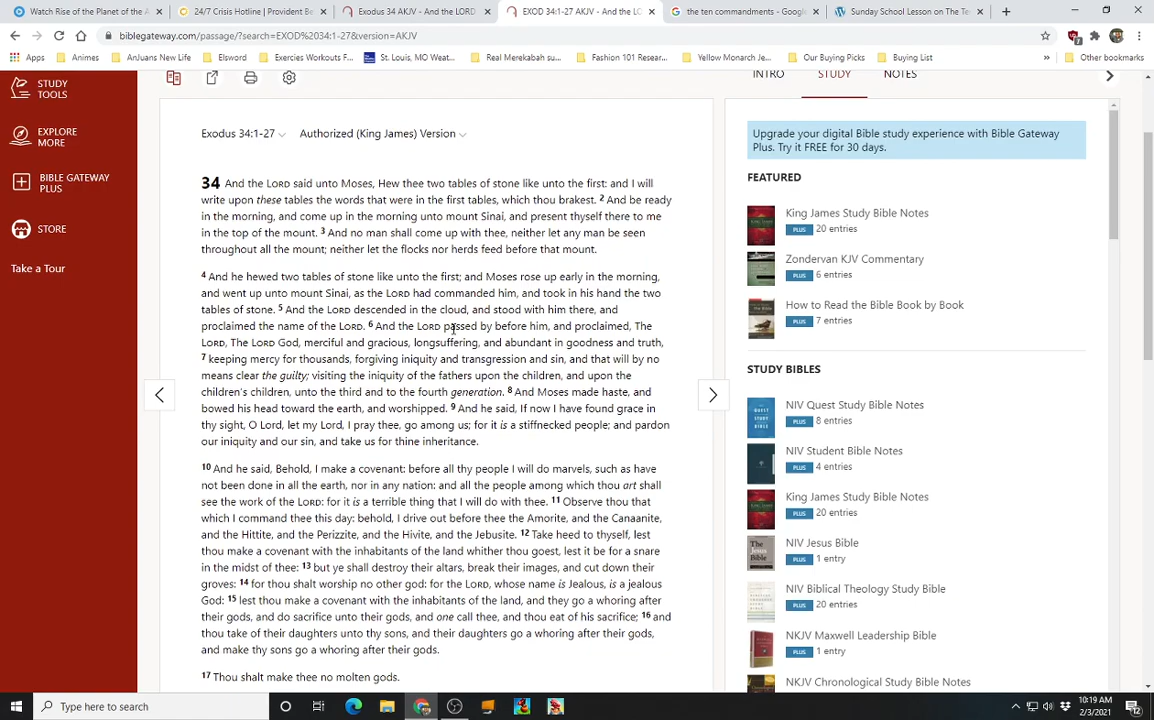 Watch Rise of the Planet of the A
24/7 Crisis Hotline | Provident Be
Exodus 34 AKJV - And the LORD
EXOD 34:1-27 AKJV - And the LO
the ten commandments - Google
Sunday School Lesson on The Te
biblegateway.com/passage/?search=EXOD%2034:1-27&version=AKJV
Apps
Animes
AnJuans New Life
Elsword
Exercies Workouts F...
St. Louis, MO Weat...
Real Merekabah su...
Fashion 101 Resear...
Yellow Monarch Je...
Our Buying Picks
Buying List
»
Other bookmarks
STUDY
TOOLS
EXPLORE
MORE
BIBLE GATEWAY
PLUS
STORE
Take a Tour
Exodus 34:1-27
Authorized (King James) Version
34 And the LORD said unto Moses, Hew thee two tables of stone like unto the first: and I will
write upon these tables the words that were in the first tables, which thou brakest. 2 And be ready
in the morning, and come up in the morning unto mount Sinai, and present thyself there to me
in the top of the mount. 3 And no man shall come up with thee, neither let any man be seen
throughout all the mount; neither let the flocks nor herds feed before that mount.
4 And he hewed two tables of stone like unto the first; and Moses rose up early in the morning,
and went up unto mount Sinai, as the LORD had commanded him, and took in his hand the two
tables of stone. 5 And the LORD descended in the cloud, and stood with him there, and
proclaimed the name of the LORD. 6 And the LORD passed by before him, and proclaimed, The
LORD, The LORD God, merciful and gracious, longsuffering, and abundant in goodness and truth,
7 keeping mercy for thousands, forgiving iniquity and transgression and sin, and that will by no
means clear the guilty; visiting the iniquity of the fathers upon the children, and upon the
children's children, unto the third and to the fourth generation. 8 And Moses made haste, and
bowed his head toward the earth, and worshipped. 9 And he said, If now I have found grace in
thy sight, O Lord, let my Lord, I pray thee, go among us; for it is a stiffnecked people; and pardon
our iniquity and our sin, and take us for thine inheritance.
10 And he said, Behold, I make a covenant: before all thy people I will do marvels, such as have
not been done in all the earth, nor in any nation: and all the people among which thou art shall
see the work of the LORD: for it is a terrible thing that I will do with thee. 11 Observe thou that
which I command thee this day: behold, I drive out before thee the Amorite, and the Canaanite,
and the Hittite, and the Perizzite, and the Hivite, and the Jebusite. 12 Take heed to thyself, lest
thou make a covenant with the inhabitants of the land whither thou goest, lest it be for a snare
in the midst of thee: 13 but ye shall destroy their altars, break their images, and cut down their
groves: 14 for thou shalt worship no other god: for the LORD, whose name is Jealous, is a jealous
God: 15 lest thou make a covenant with the inhabitants of the land, and they go a whoring after
their gods, and do sacrifice unto their gods, and one call thee, and thou eat of his sacrifice; 16 and
thou take of their daughters unto thy sons, and their daughters go a whoring after their gods,
and make thy sons go a whoring after their gods.
17 Thou shalt make thee no molten gods.
INTRO
STUDY
NOTES
Upgrade your digital Bible study experience with Bible Gateway
Plus. Try it FREE for 30 days.
FEATURED
King James Study Bible Notes
PLUS 20 entries
Zondervan KJV Commentary
PLUS 6 entries
How to Read the Bible Book by Book
PLUS 7 entries
STUDY BIBLES
NIV Quest Study Bible Notes
PLUS 8 entries
NIV Student Bible Notes
PLUS 4 entries
King James Study Bible Notes
PLUS 20 entries
The
Jesus
Bible
NIV Jesus Bible
PLUS 1 entry
NIV Biblical Theology Study Bible
PLUS 20 entries
NKJV Maxwell Leadership Bible
PLUS 1 entry
NKJV Chronological Study Bible
Type here to search
10:19 AM
2/3/2021
12